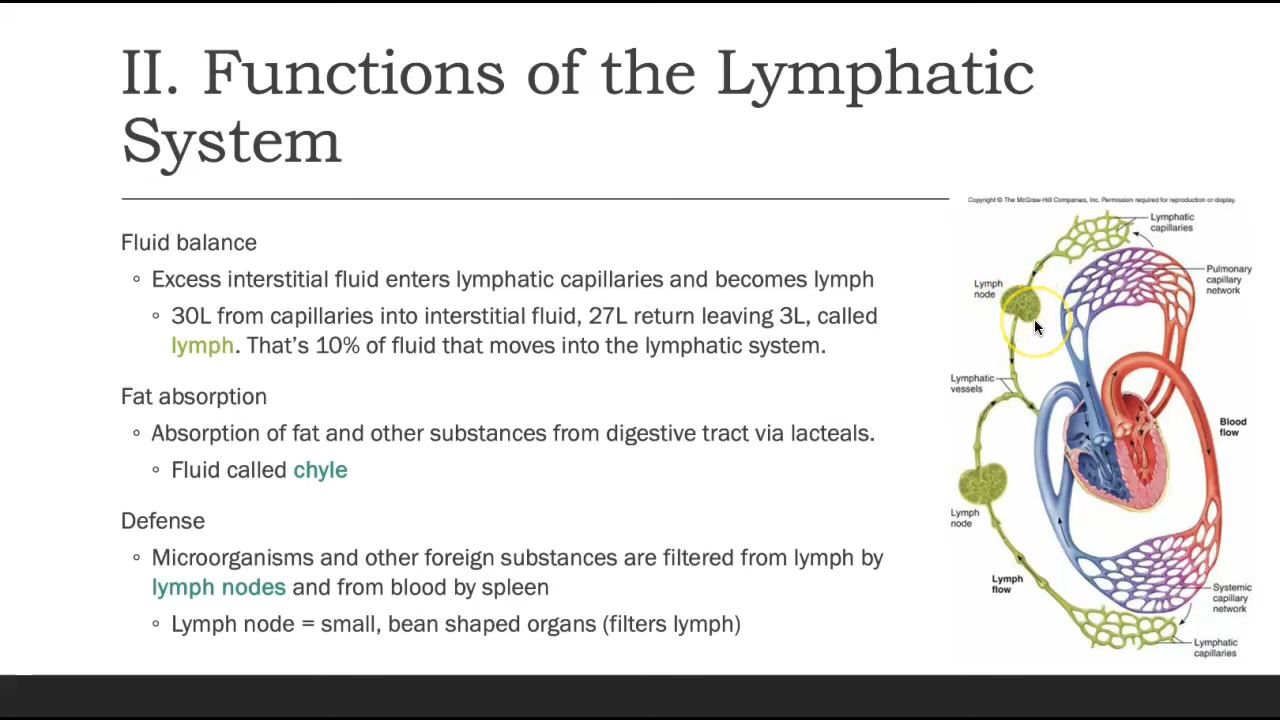 II. Functions of the Lymphatic
System
Copyright © The McGraw-Hill Companies, Inc. Permission required for reproduction or display.
Fluid balance
◦ Excess interstitial fluid enters lymphatic capillaries and becomes lymph
◦ 30L from capillaries into interstitial fluid, 27L return leaving 3L, called
lymph. That’s 10% of fluid that moves into the lymphatic system.
Fat absorption
◦ Absorption of fat and other substances from digestive tract via lacteals.
◦ Fluid called chyle
Defense
◦ Microorganisms and other foreign substances are filtered from lymph by
lymph nodes and from blood by spleen
◦ Lymph node = small, bean shaped organs (filters lymph)
Lymphatic
capillaries
Pulmonary
capillary
network
Lymph
node
Lymphatic
vessels
Blood
flow
Lymph
node
Lymph
flow
Systemic
capillary
network
Lymphatic
capillaries